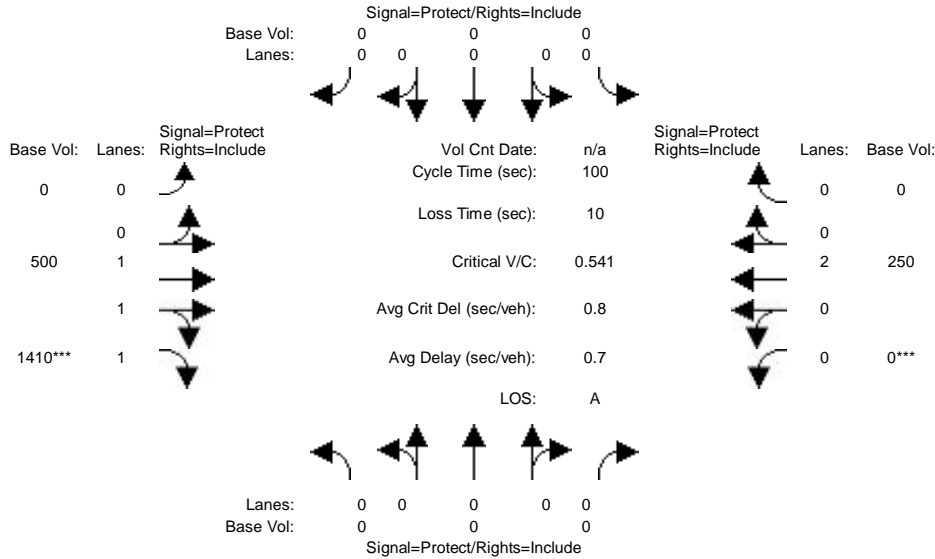 Signal=Protect/Rights=Include
Base Vol: 0 0 0
Lanes: 0 0 0 0 0
Signal=Protect
Base Vol: Lanes: Rights=Include
Vol Cnt Date: n/a
Signal=Protect
Rights=Include Lanes: Base Vol:
Cycle Time (sec): 100
0 0
0 0
Loss Time (sec): 10
0
0
500 1
Critical V/C: 0.541
2 250
1
Avg Crit Del (sec/veh): 0.8
0
1410*** 1
Avg Delay (sec/veh): 0.7
0 0***
LOS: A
Lanes: 0 0 0 0 0
Base Vol: 0 0 0
Signal=Protect/Rights=Include